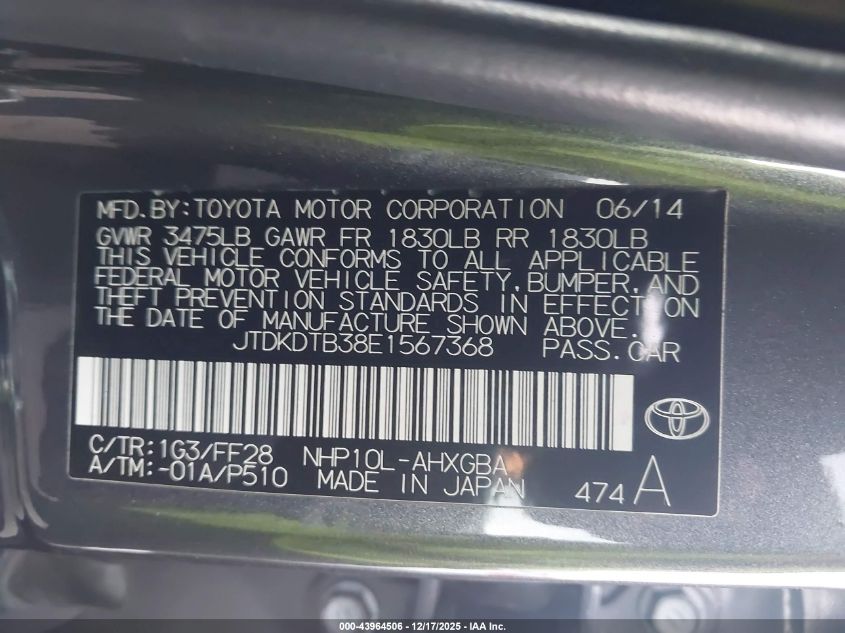 MFD.BY:TOYOTA MOTOR CORPORATION 06/14
GVWR 3475LB GAWR FR 1830LB RR 1830LB
THIS VEHICLE CONFORMS TO ALL APPLICABLE
FEDERAL MOTOR VEHICLE SAFETY,BUMPER,AND
THEFT PREVENTION STANDARDS IN EFFECT ON
THE DATE OF MANUFACTURE SHOWN ABOVE.
JTDKDTB38E1567368 PASS.CAR
C/TR:1G3/FF28 NHP10L-AHXGBA
A/TM:-01A/P510 MADE IN JAPAN 474A
000-43964506 - 12/17/2025 - IAA Inc.